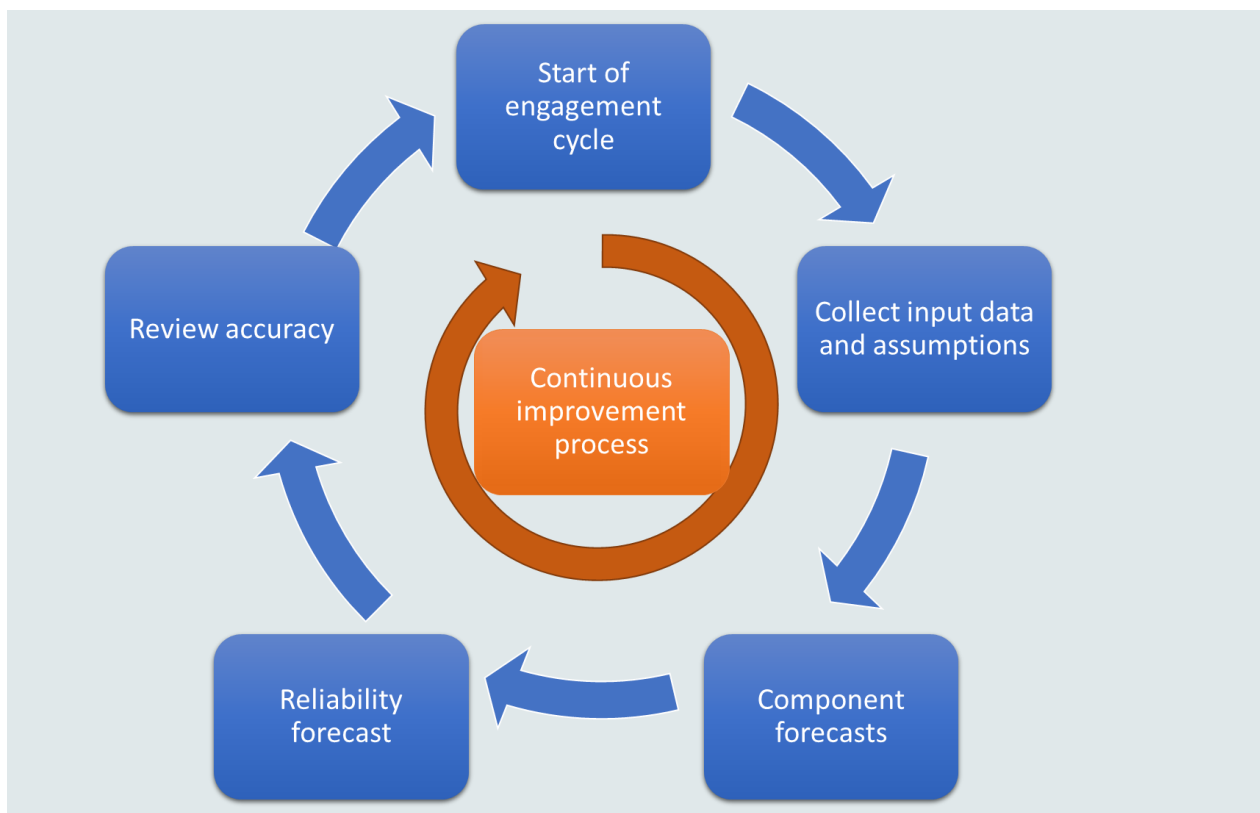 Start of
engagement
cycle
Collect input data
and assumptions
Component
forecasts
Reliability
forecast
Review accuracy
Continuous
improvement
process